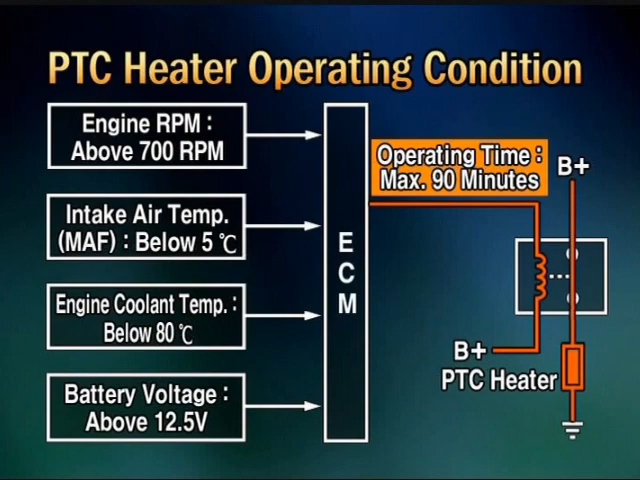 PTC Heater Operating Condition
Engine RPM :
Above 700 RPM
Intake Air Temp.
(MAF) : Below 5 ℃
Engine Coolant Temp. :
Below 80 ℃
Battery Voltage :
Above 12.5V
E
C
M
Operating Time :
Max. 90 Minutes
B+
B+
PTC Heater